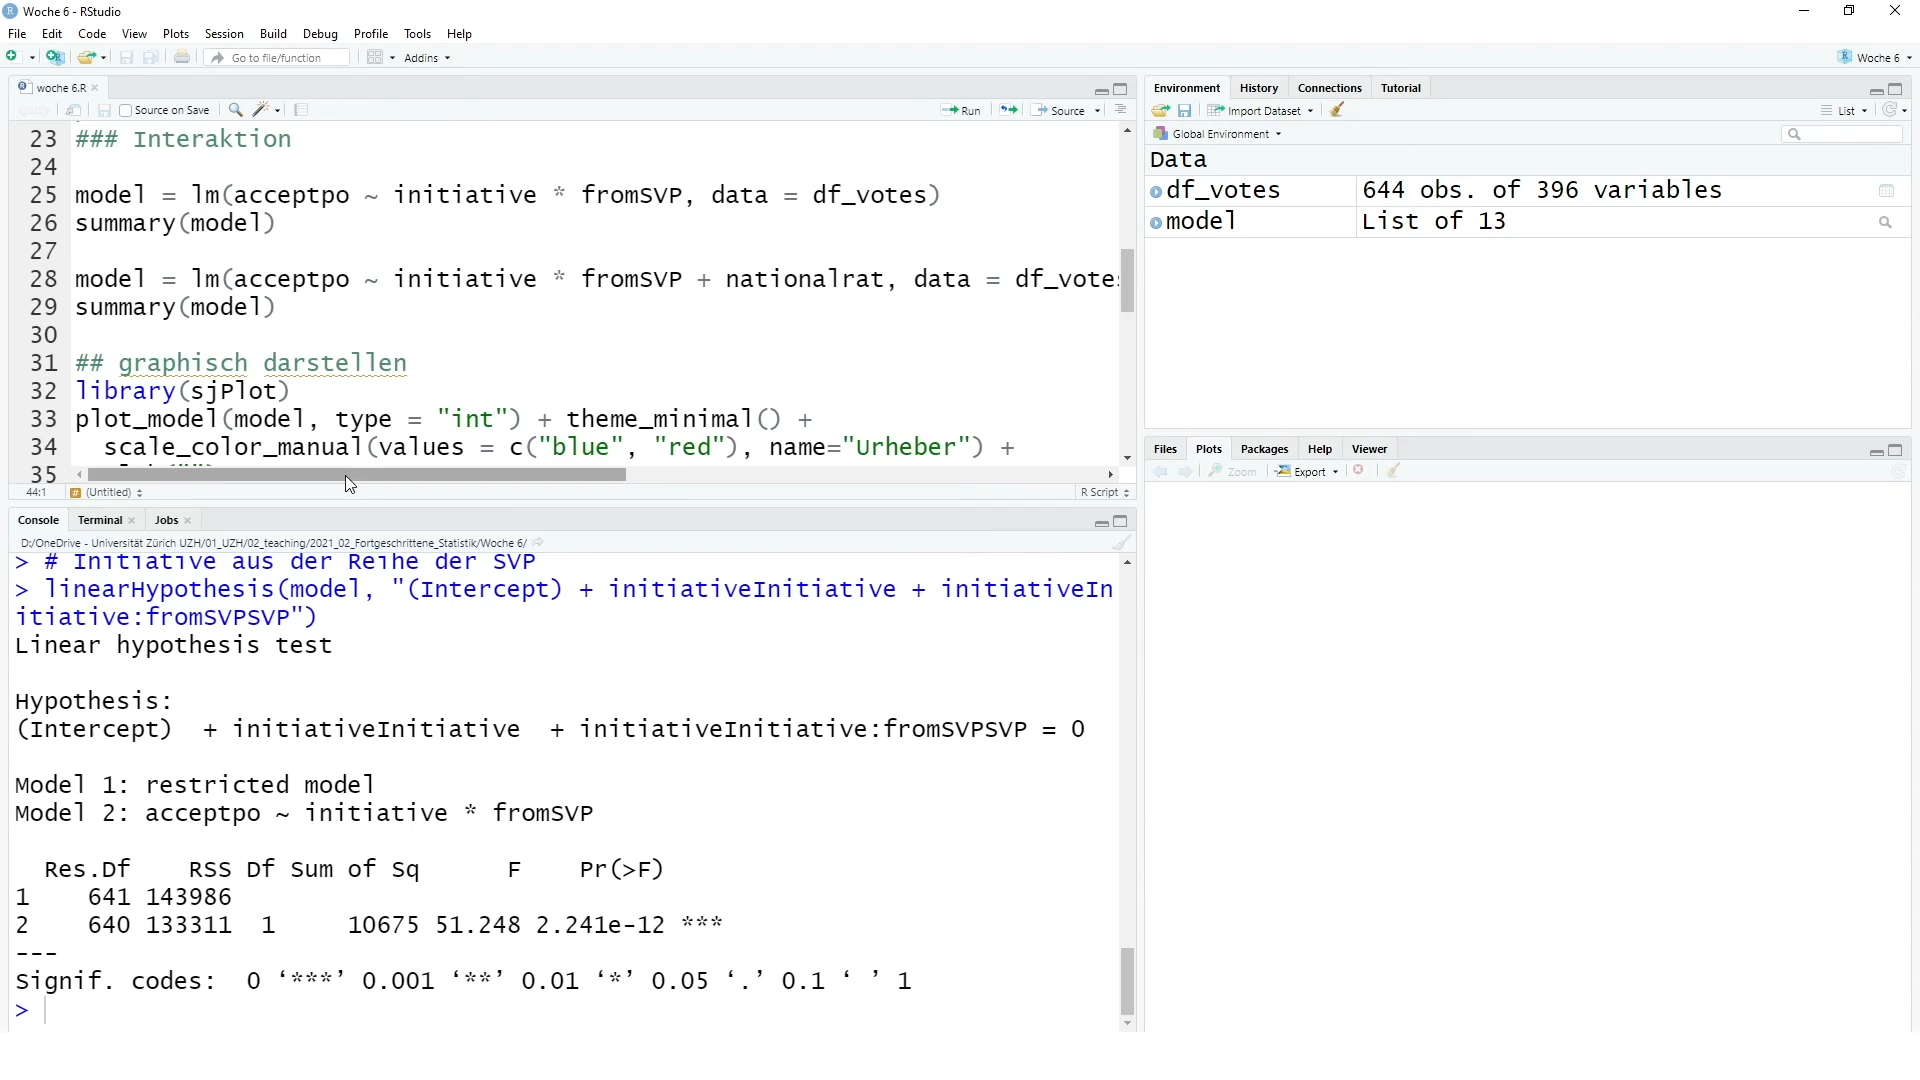 Woche 6 - RStudio
File Edit Code View Plots Session Build Debug Profile Tools Help
Go to file/function Addins Woche 6
woche 6.R
Source on Save Run Source
23 ### Interaktion
24
25 model = lm(acceptpo ~ initiative * fromSVP, data = df_votes)
26 summary(model)
27
28 model = lm(acceptpo ~ initiative * fromSVP + nationalrat, data = df_votes
29 summary(model)
30
31 ## graphisch darstellen
32 library(sjPlot)
33 plot_model(model, type = "int") + theme_minimal() +
34 scale_color_manual(values = c("blue", "red"), name="Urheber") +
35
44:1 (Untitled) R Script
Console Terminal Jobs
D:/OneDrive - Universität Zürich UZH/01_UZH/02_teaching/2021_02_Fortgeschrittene_Statistik/Woche 6/
> # Initiative aus der Reihe der SVP
> linearHypothesis(model, "(Intercept) + initiativeInitiative + initiativeIn
itiative:fromSVPSVP")
Linear hypothesis test
Hypothesis:
(Intercept) + initiativeInitiative + initiativeInitiative:fromSVPSVP = 0
Model 1: restricted model
Model 2: acceptpo ~ initiative * fromSVP
Res.Df RSS Df Sum of Sq F Pr(>F)
1 641 143986
2 640 133311 1 10675 51.248 2.241e-12 ***
---
Signif. codes: 0 ‘***’ 0.001 ‘**’ 0.01 ‘*’ 0.05 ‘.’ 0.1 ‘ ’ 1
>
Environment History Connections Tutorial
Import Dataset List
Global Environment
Data
df_votes 644 obs. of 396 variables
model List of 13
Files Plots Packages Help Viewer
Zoom Export